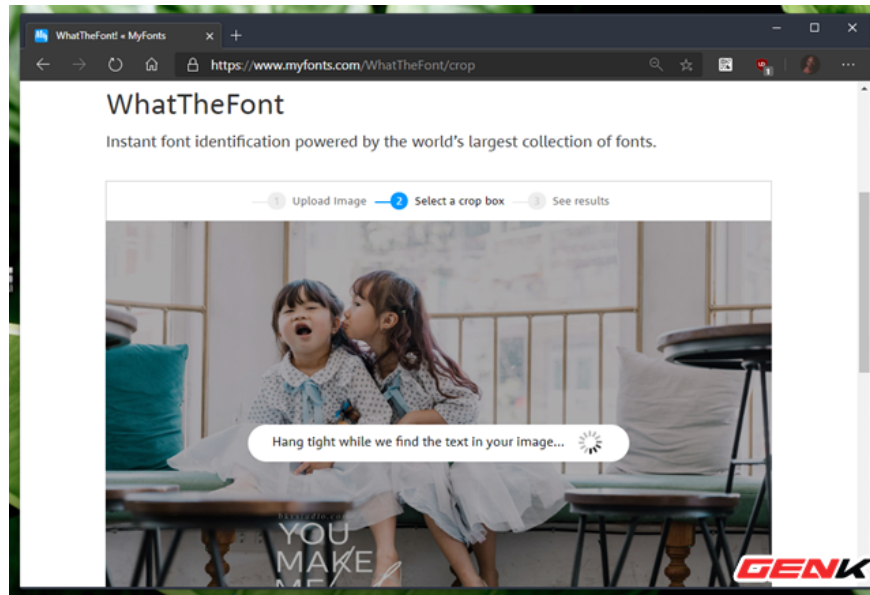 WhatTheFont! « MyFonts
https://www.myfonts.com/WhatTheFont/crop
1
WhatTheFont
Instant font identification powered by the world's largest collection of fonts.
1 Upload Image 2 Select a crop box 3 See results
Hang tight while we find the text in your image...
YOU
MAKE
ME
GENK